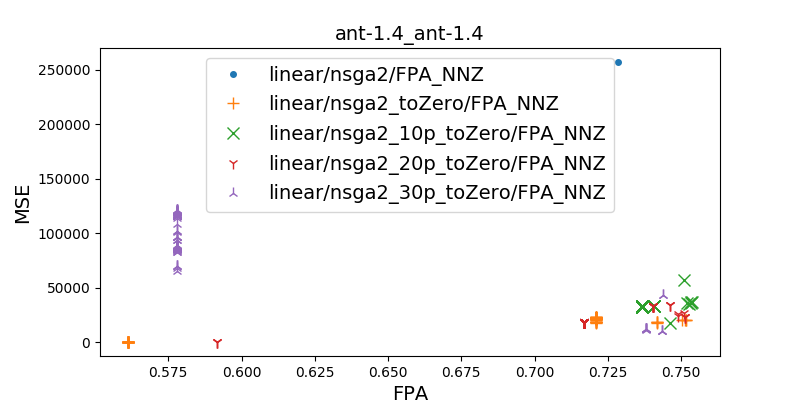 ant-1.4_ant-1.4
250000
200000
150000
100000
50000
0
MSE
linear/nsga2/FPA_NNZ
linear/nsga2_toZero/FPA_NNZ
linear/nsga2_10p_toZero/FPA_NNZ
linear/nsga2_20p_toZero/FPA_NNZ
linear/nsga2_30p_toZero/FPA_NNZ
0.575 0.600 0.625 0.650 0.675 0.700 0.725 0.750
FPA